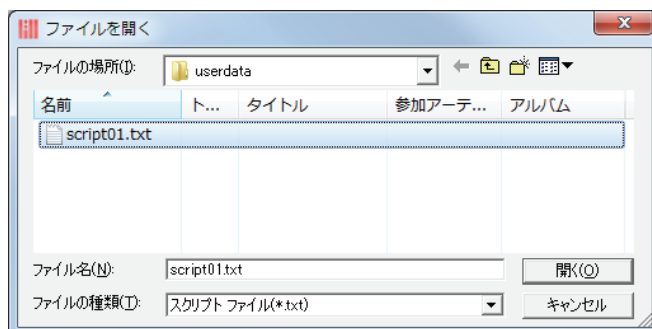 ファイルを開く
ファイルの場所(I):
userdata
名前 ト... タイトル 参加アーテ... アルバム
script01.txt
ファイル名(N): script01.txt 開く(O)
ファイルの種類(T): スクリプト ファイル(*.txt) キャンセル